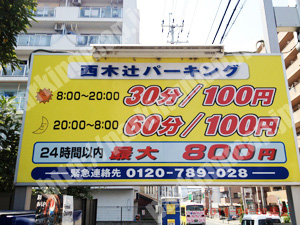 西木辻パーキング
8:00~20:00 30分/100円
20:00~8:00 60分/100円
24時間以内 最大 800円
緊急連絡先 0120-789-028